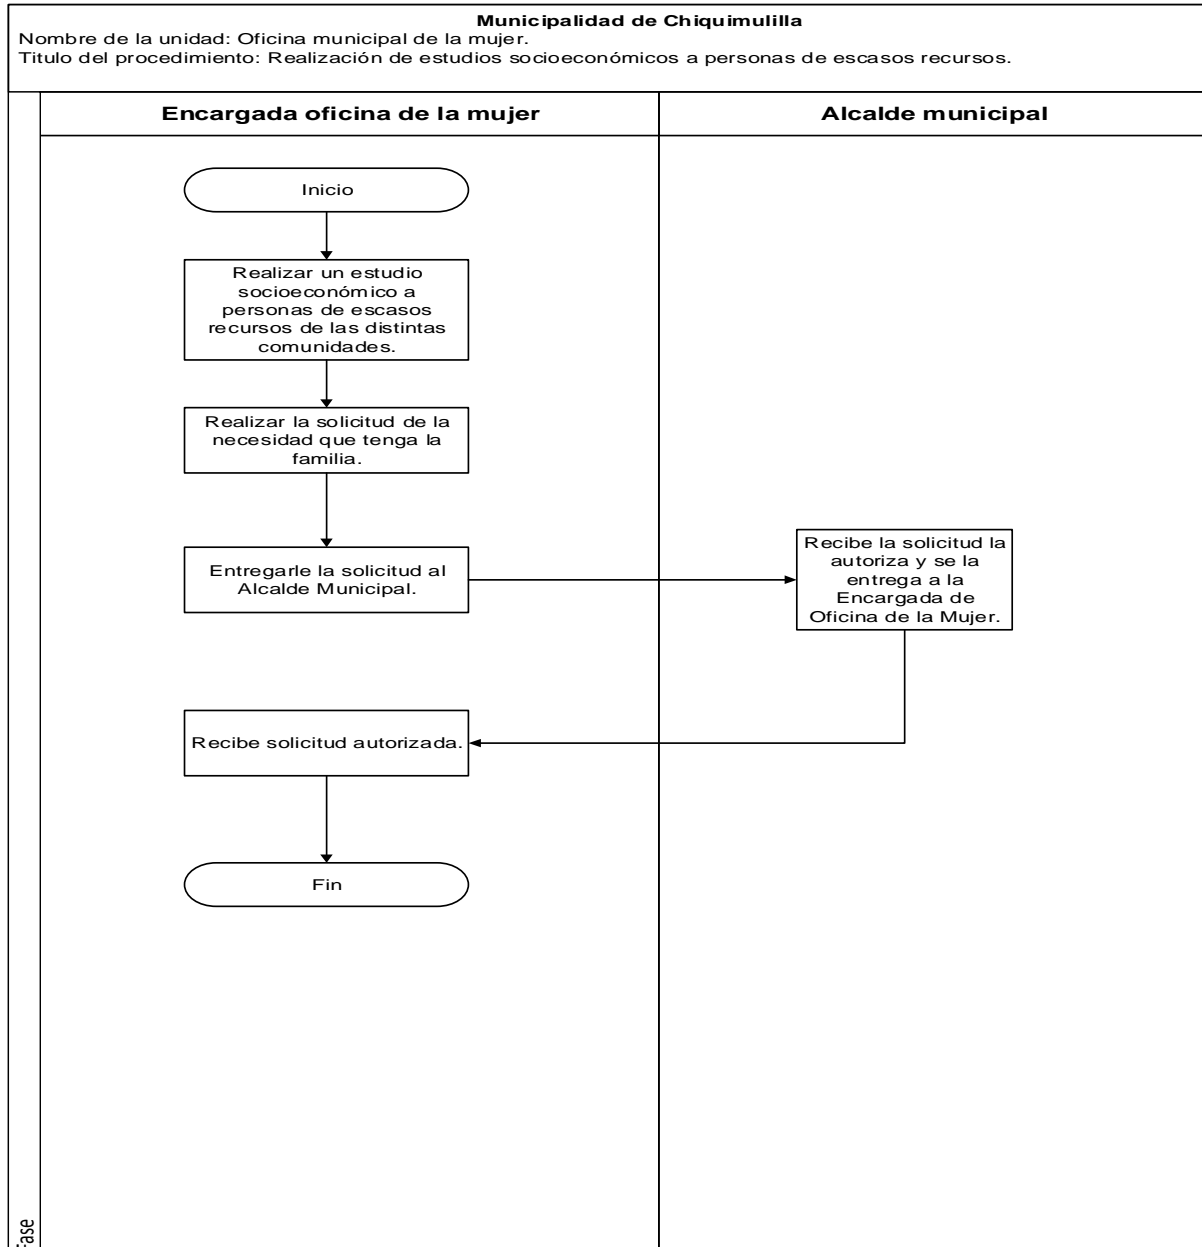 Municipalidad de Chiquimulilla
Nombre de la unidad: Oficina municipal de la mujer.
Titulo del procedimiento: Realización de estudios socioeconómicos a personas de escasos recursos.
Encargada oficina de la mujer
Alcalde municipal
Inicio
Realizar un estudio
socioeconómico a
personas de escasos
recursos de las distintas
comunidades.
Realizar la solicitud de la
necesidad que tenga la
familia.
Entregarle la solicitud al
Alcalde Municipal.
Recibe la solicitud la
autoriza y se la
entrega a la
Encargada de
Oficina de la Mujer.
Recibe solicitud autorizada.
Fin
Fase